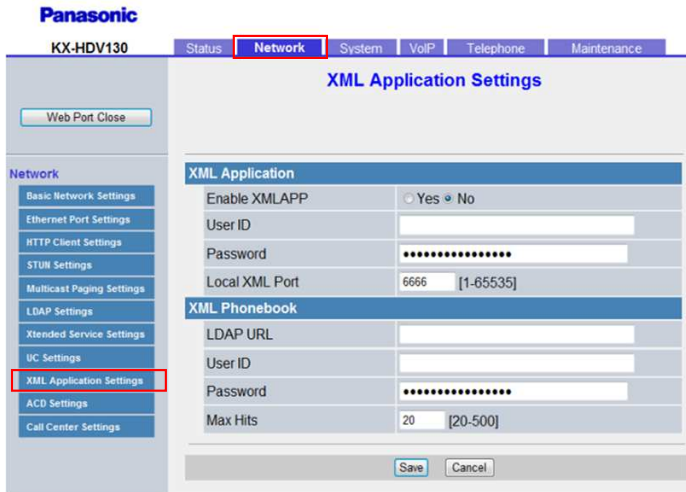 Panasonic
KX-HDV130
Status Network System VoIP Telephone Maintenance
XML Application Settings
Web Port Close
Network
Basic Network Settings
Ethernet Port Settings
HTTP Client Settings
STUN Settings
Multicast Paging Settings
LDAP Settings
Xtended Service Settings
UC Settings
XML Application Settings
ACD Settings
Call Center Settings
XML Application
Enable XMLAPP Yes No
User ID
Password ••••••••••••••••
Local XML Port 6666 [1-65535]
XML Phonebook
LDAP URL
User ID
Password ••••••••••••••••
Max Hits 20 [20-500]
Save Cancel